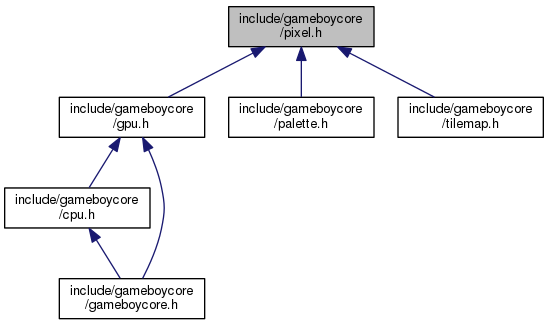 include/gameboycore
/pixel.h
include/gameboycore
/gpu.h
include/gameboycore
/palette.h
include/gameboycore
/tilemap.h
include/gameboycore
/cpu.h
include/gameboycore
/gameboycore.h